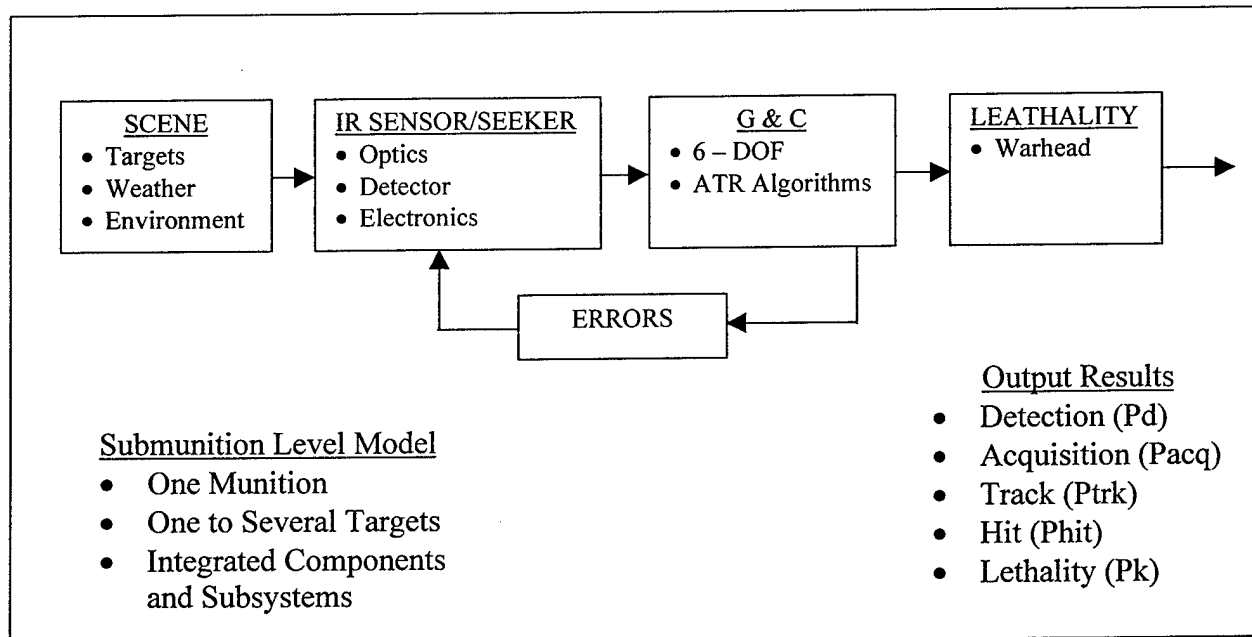 SCENE
• Targets
• Weather
• Environment
IR SENSOR/SEEKER
• Optics
• Detector
• Electronics
G & C
• 6 – DOF
• ATR Algorithms
LEATHALITY
• Warhead
ERRORS
Submunition Level Model
• One Munition
• One to Several Targets
• Integrated Components
and Subsystems
Output Results
• Detection (Pd)
• Acquisition (Pacq)
• Track (Ptrk)
• Hit (Phit)
• Lethality (Pk)